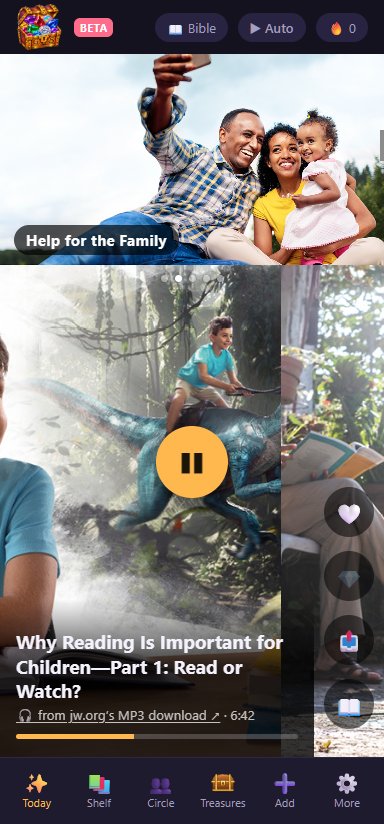 BETA
Bible
Auto
0
Help for the Family
Why Reading Is Important for
Children—Part 1: Read or
Watch?
from jw.org's MP3 download ↗ · 6:42
Today
Shelf
Circle
Treasures
Add
More